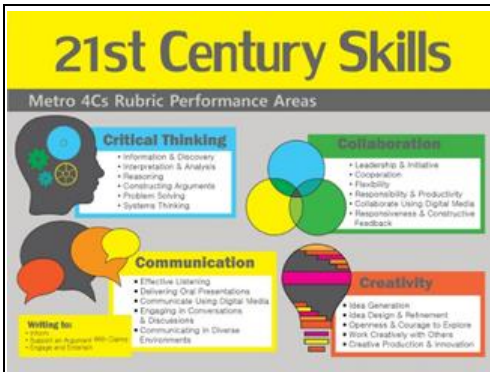 21st Century Skills
Metro 4Cs Rubric Performance Areas
Critical Thinking
• Information & Discovery
• Interpretation & Analysis
• Reasoning
• Constructing Arguments
• Problem Solving
• Systems Thinking
Collaboration
• Leadership & Initiative
• Cooperation
• Flexibility
• Responsibility & Productivity
• Collaborate Using Digital Media
• Responsiveness & Constructive
Feedback
Communication
• Effective Listening
• Delivering Oral Presentations
• Communicate Using Digital Media
• Engaging in Conversations
& Discussions
• Communicating in Diverse
Environments
Writing to:
• Inform
• Support an Argument With Claims
• Engage and Entertain
Creativity
• Idea Generation
• Idea Design & Refinement
• Openness & Courage to Explore
• Work Creatively with Others
• Creative Production & Innovation